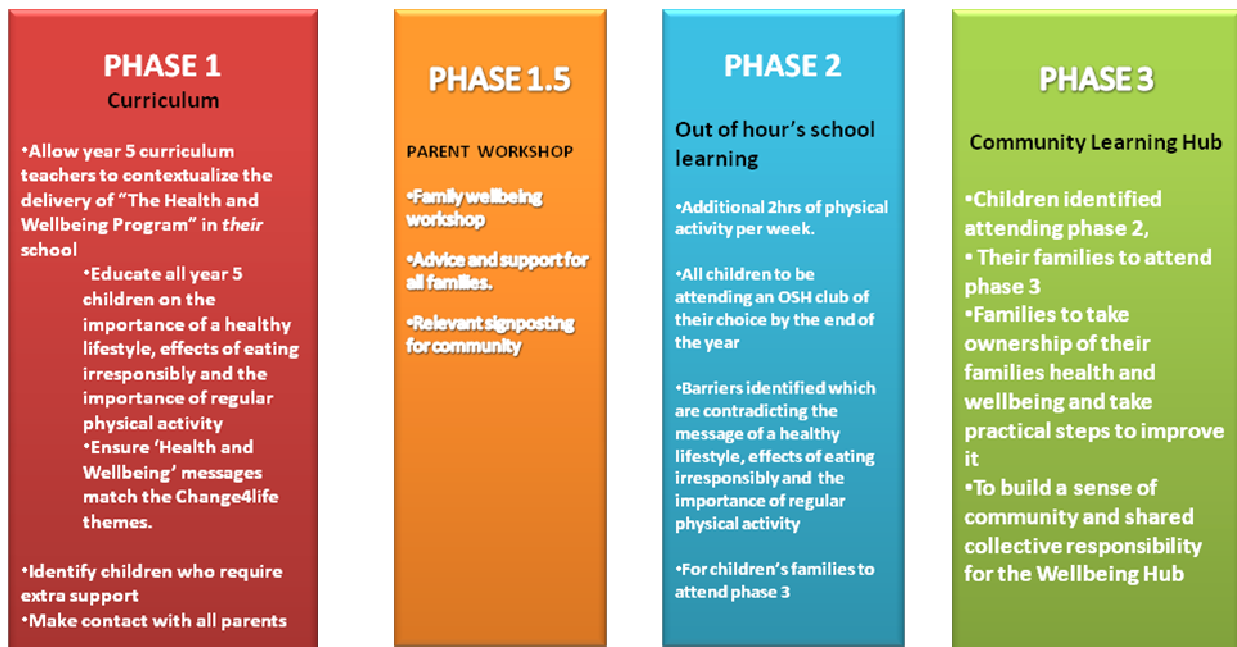 PHASE 1
Curriculum
•Allow year 5 curriculum
teachers to contextualize the
delivery of “The Health and
Wellbeing Program” in their
school
•Educate all year 5
children on the
importance of a healthy
lifestyle, effects of eating
irresponsibly and the
importance of regular
physical activity
•Ensure ‘Health and
Wellbeing’ messages
match the Change4life
themes.
•Identify children who require
extra support
•Make contact with all parents
PHASE 1.5
PARENT WORKSHOP
•Family wellbeing
workshop
•Advice and support for
all families.
•Relevant signposting
for community
PHASE 2
Out of hour’s school
learning
•Additional 2hrs of physical
activity per week.
•All children to be
attending an OSH club of
their choice by the end of
the year
•Barriers identified which
are contradicting the
message of a healthy
lifestyle, effects of eating
irresponsibly and the
importance of regular
physical activity
•For children’s families to
attend phase 3
PHASE 3
Community Learning Hub
•Children identified
attending phase 2,
• Their families to attend
phase 3
•Families to take
ownership of their
families health and
wellbeing and take
practical steps to improve
it
•To build a sense of
community and shared
collective responsibility
for the Wellbeing Hub